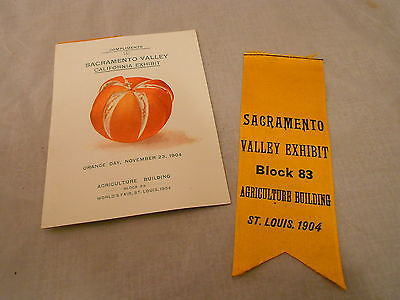 COMPLIMENTS
OF
SACRAMENTO VALLEY
CALIFORNIA EXHIBIT
ORANGE DAY, NOVEMBER 23, 1904
AGRICULTURE BUILDING
BLOCK 83
WORLD'S FAIR, ST. LOUIS, 1904
SACRAMENTO
VALLEY EXHIBIT
Block 83
AGRICULTURE BUILDING
ST. LOUIS, 1904